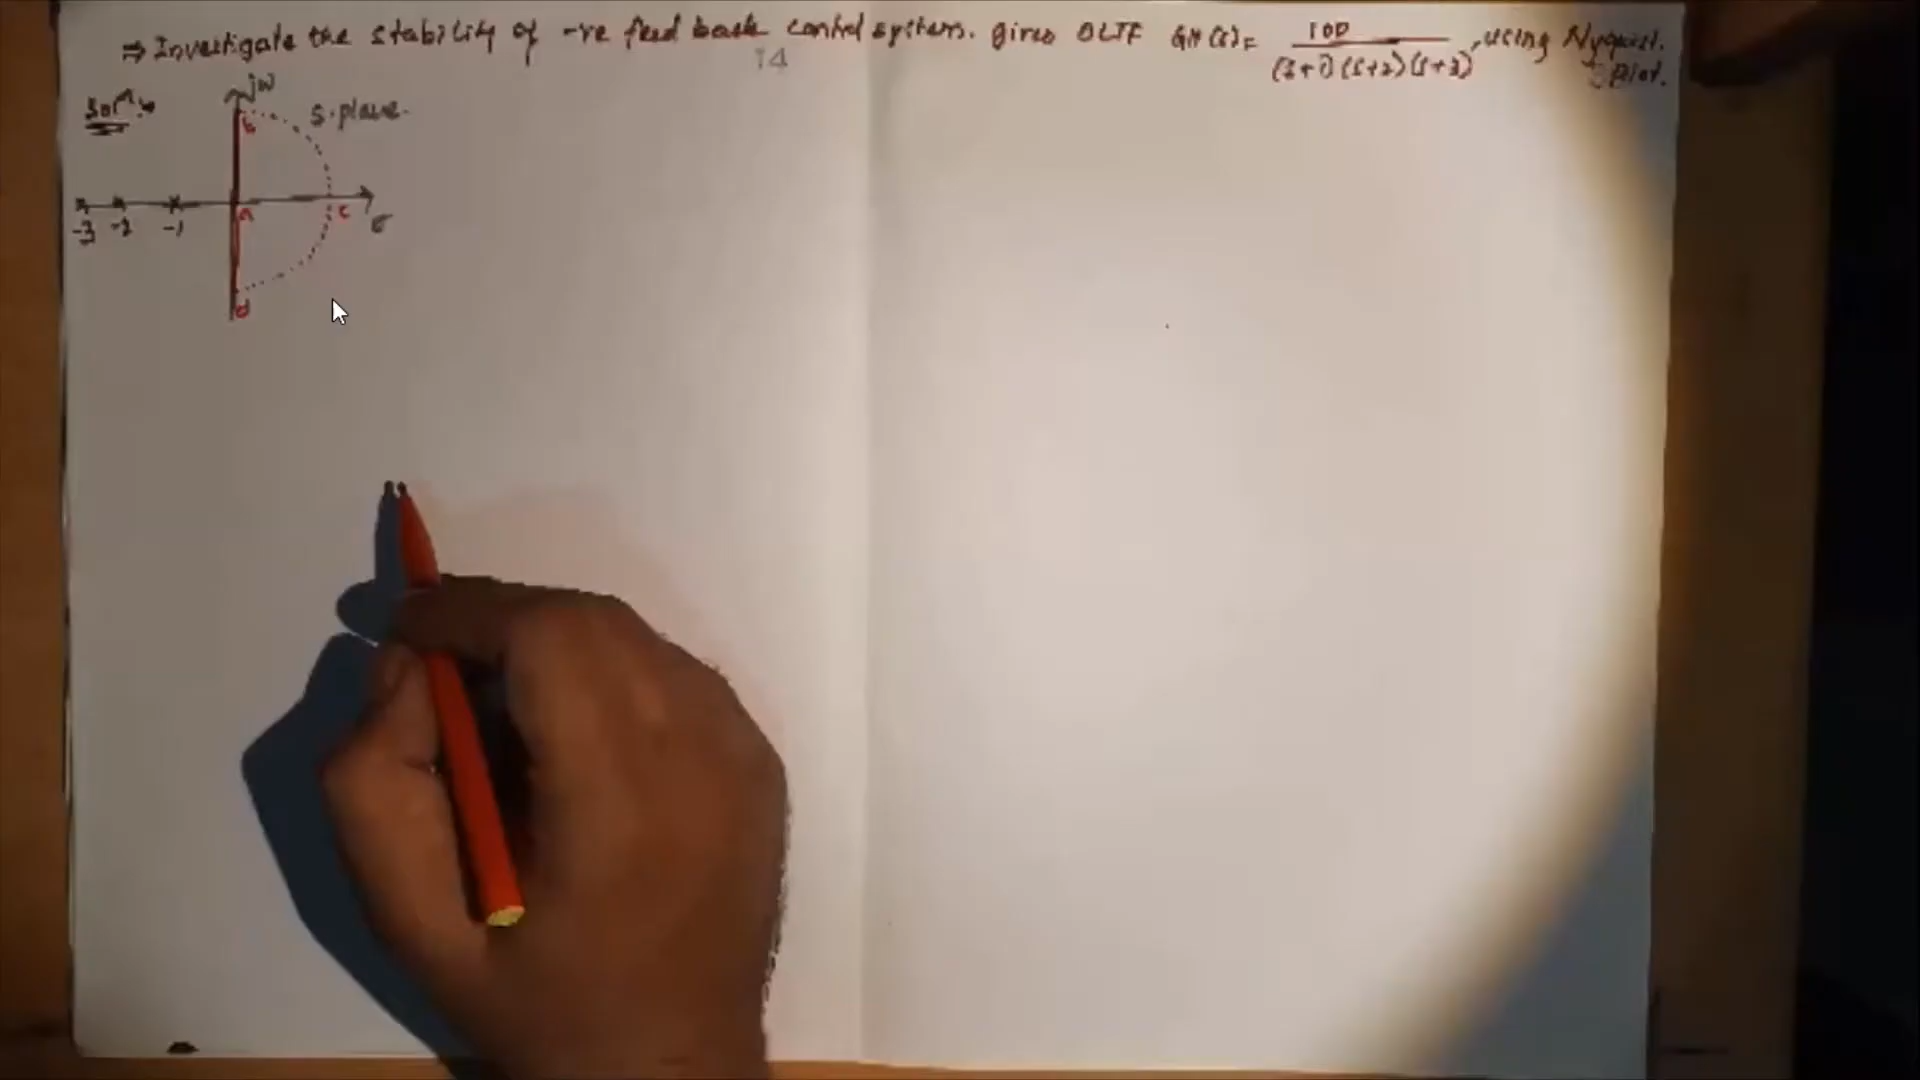 ⇒ Investigate the stability of -ve feed back control system. given OLTF GH(s)= 100 / (s+1)(s+2)(s+3), using Nyquist
plot.
14
Soln:
jω
s-plane.
b
-3 -2 -1 a c σ
d